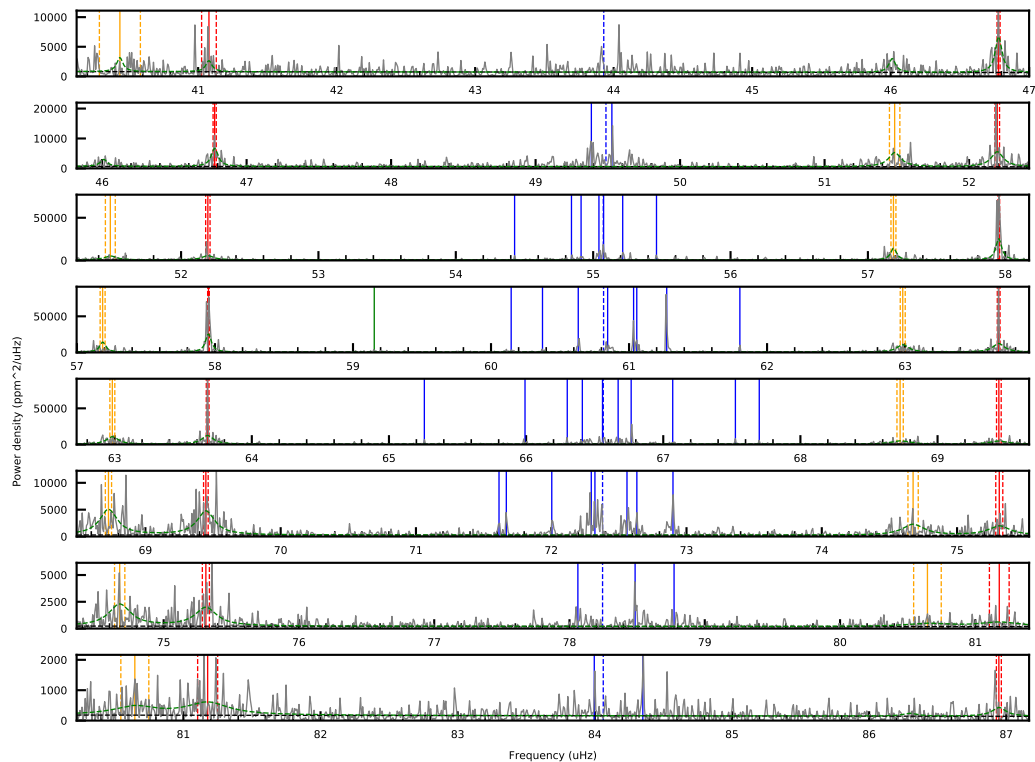 10000
5000
0
41 42 43 44 45 46 47
20000
10000
0
46 47 48 49 50 51 52
50000
0
52 53 54 55 56 57 58
50000
0
57 58 59 60 61 62 63
50000
0
63 64 65 66 67 68 69
10000
5000
0
69 70 71 72 73 74 75
5000
2500
0
75 76 77 78 79 80 81
2000
1000
0
81 82 83 84 85 86 87
Power density (ppm^2/uHz)
Frequency (uHz)